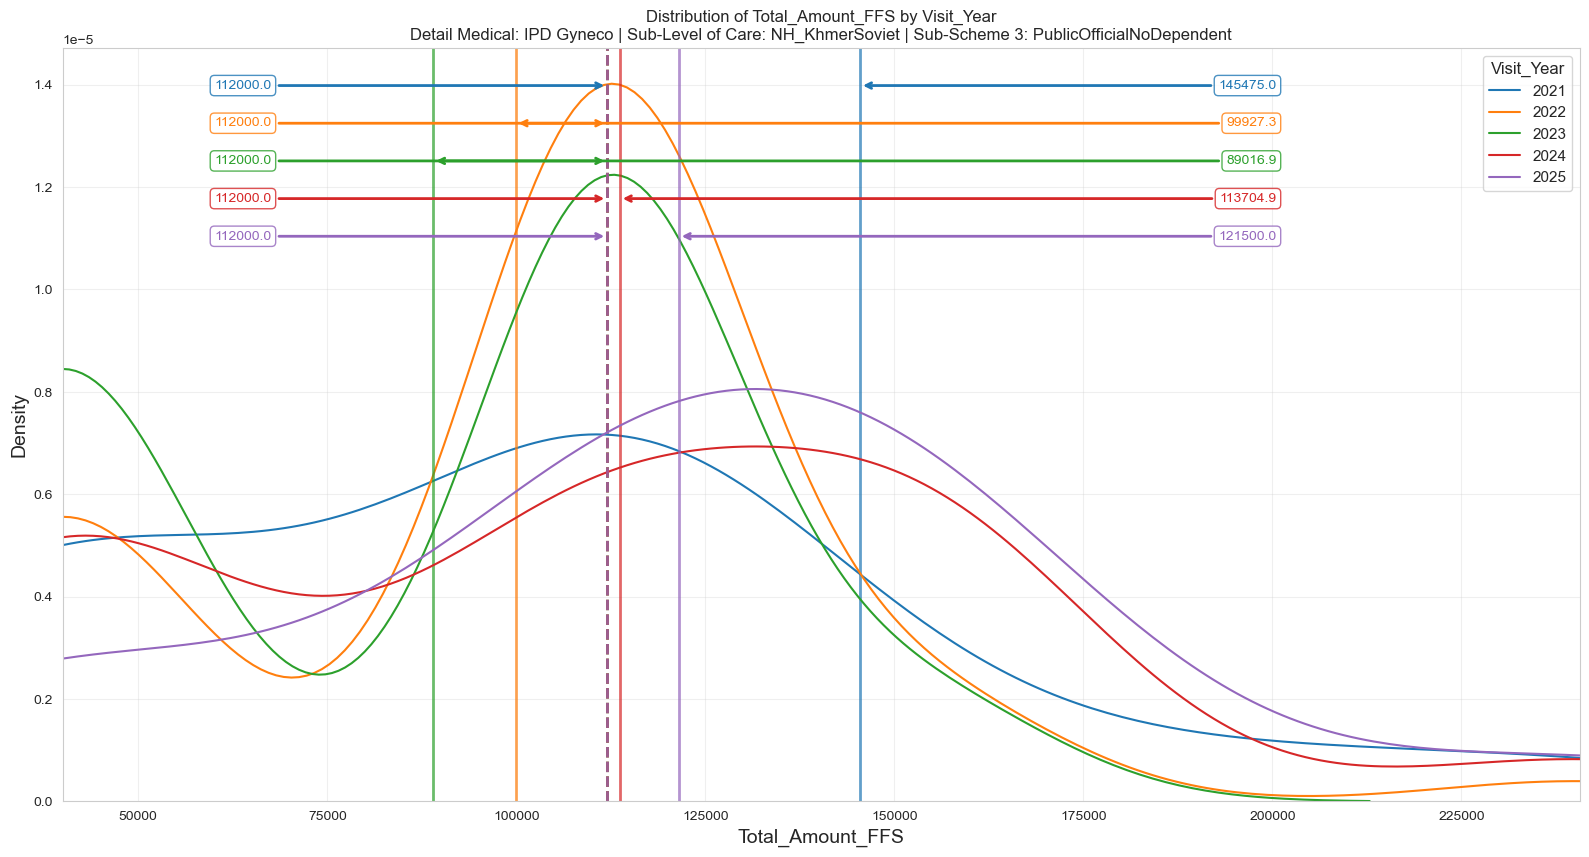 Distribution of Total_Amount_FFS by Visit_Year
Detail Medical: IPD Gyneco | Sub-Level of Care: NH_KhmerSoviet | Sub-Scheme 3: PublicOfficialNoDependent
1e−5
1.4
1.2
1.0
0.8
0.6
0.4
0.2
0.0
Density
112000.0 145475.0
112000.0 99927.3
112000.0 89016.9
112000.0 113704.9
112000.0 121500.0
Visit_Year
2021
2022
2023
2024
2025
50000 75000 100000 125000 150000 175000 200000 225000
Total_Amount_FFS